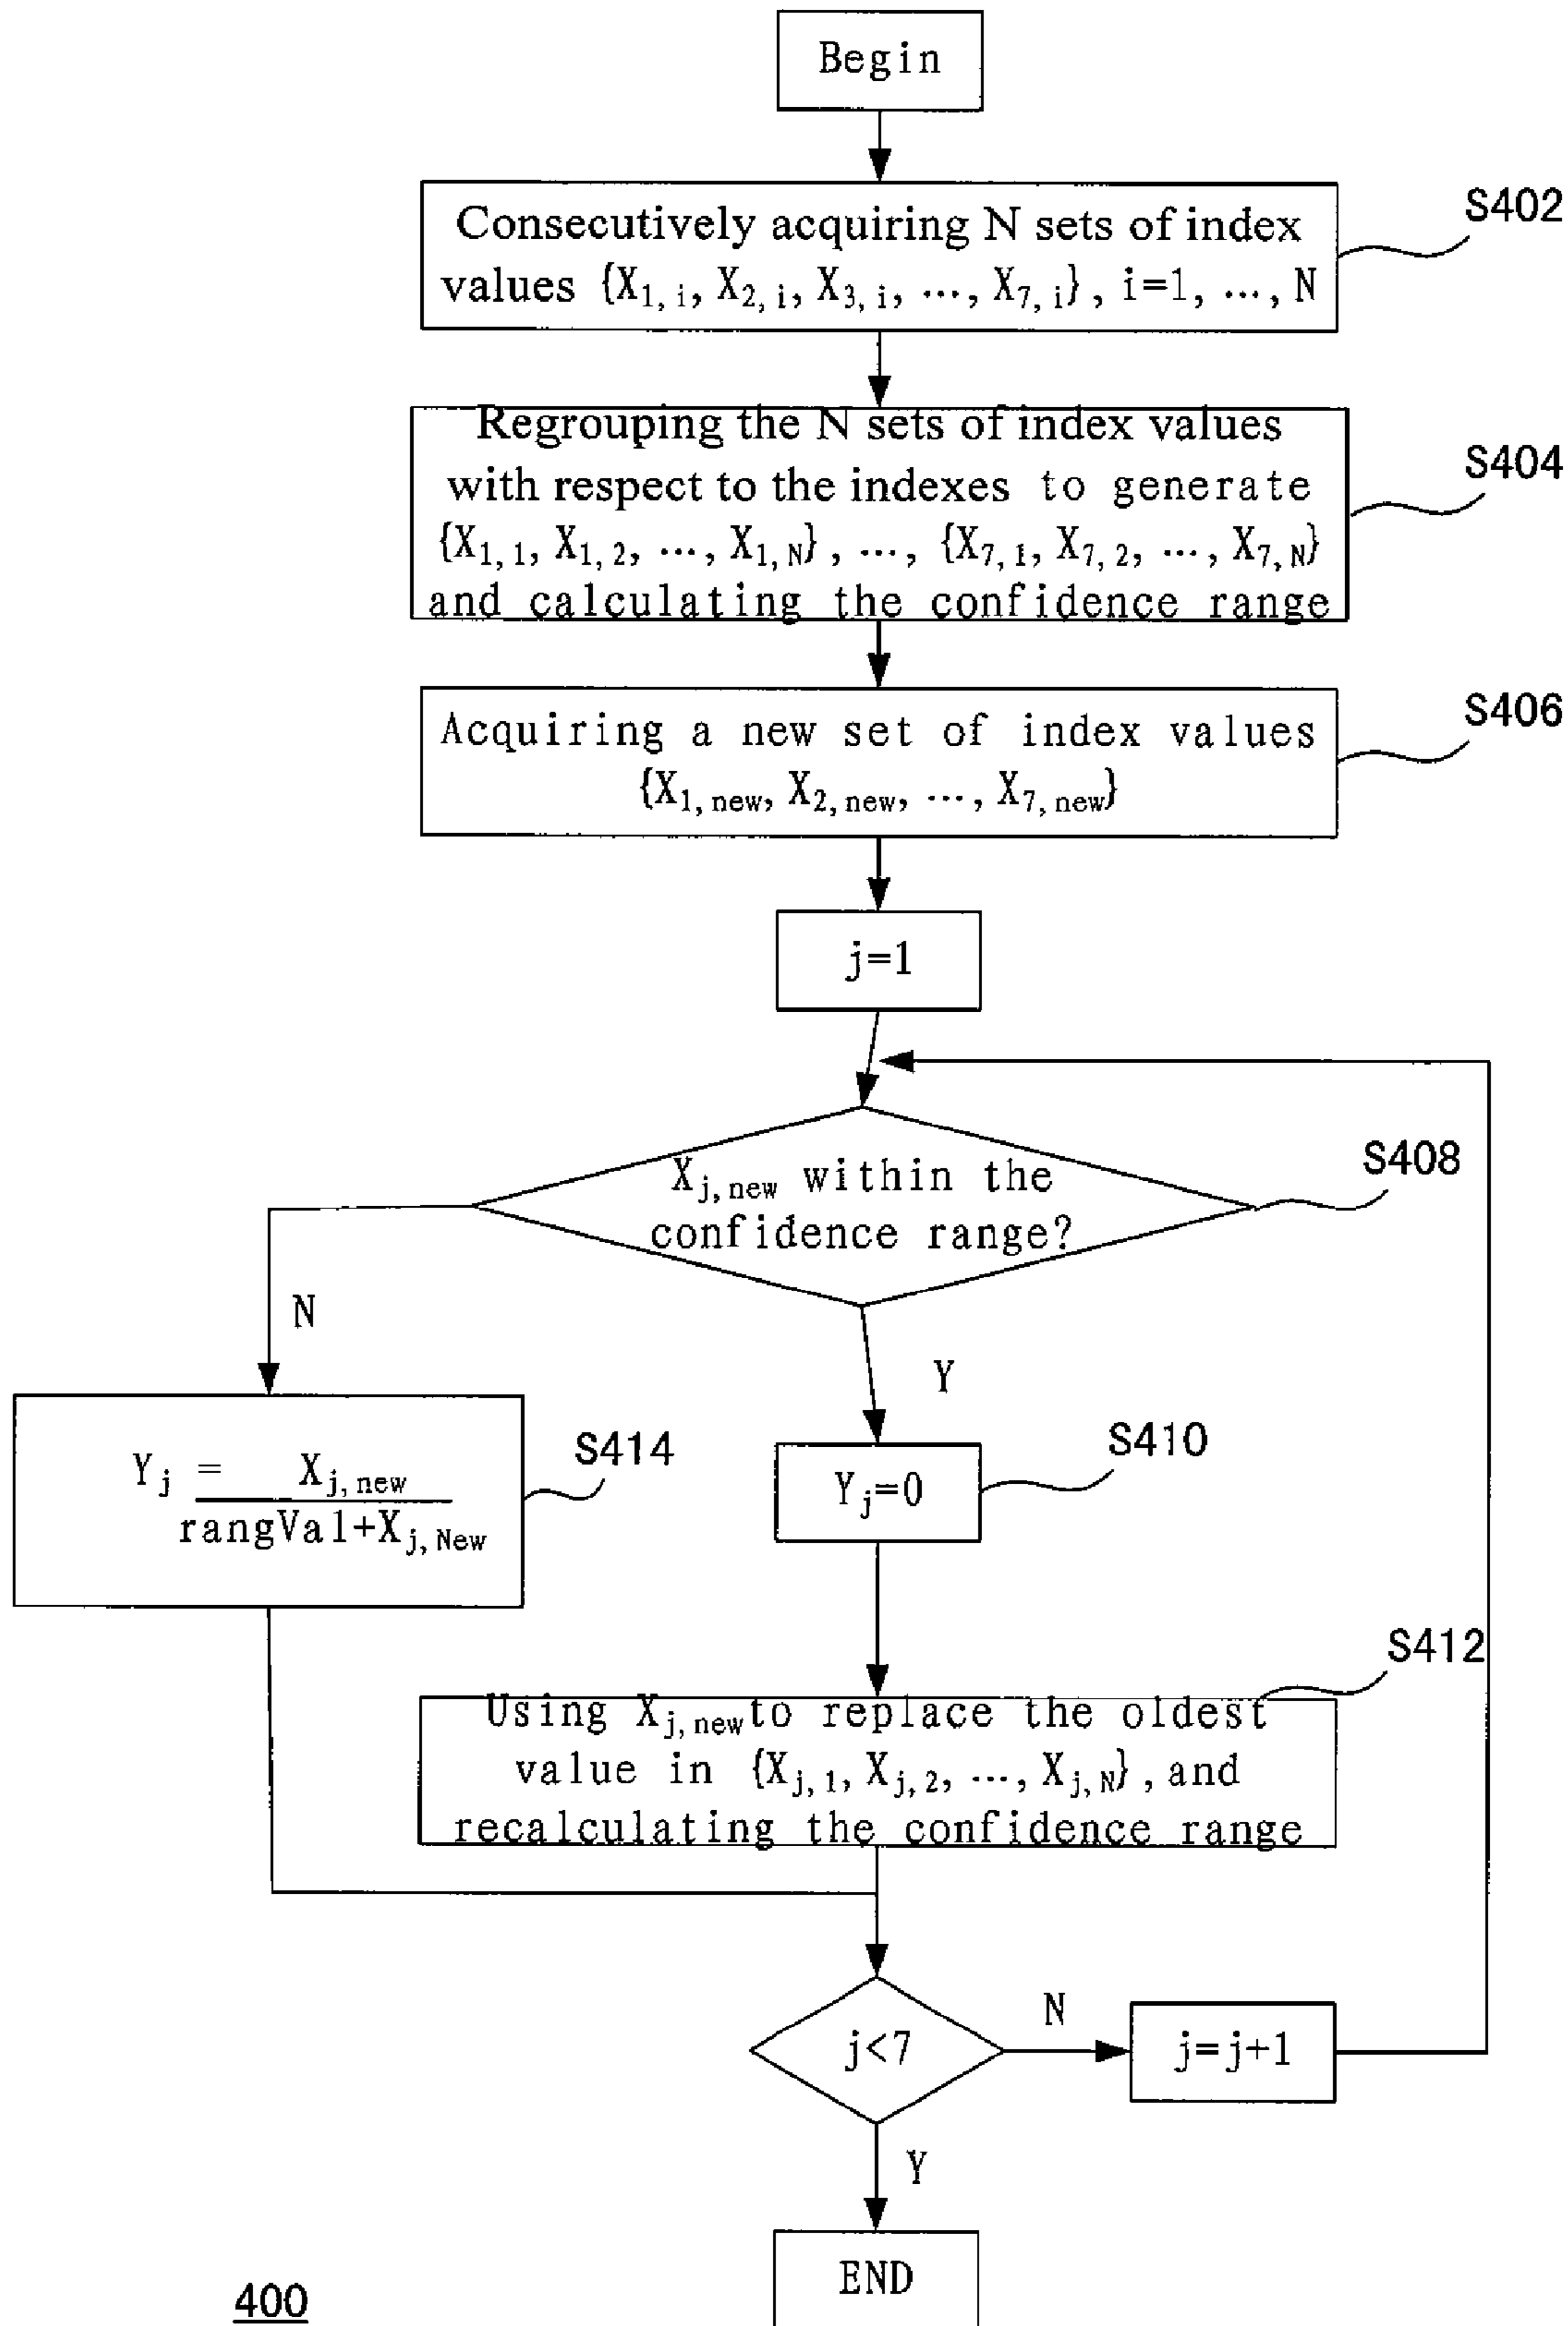 Begin
Consecutively acquiring N sets of index
values {X1, i, X2, i, X3, i, …, X7, i}, i=1, …, N
S402
Regrouping the N sets of index values
with respect to the indexes to generate
{X1, 1, X1, 2, …, X1, N}, …, {X7, 1, X7, 2, …, X7, N}
and calculating the confidence range
S404
Acquiring a new set of index values
{X1, new, X2, new, …, X7, new}
S406
j=1
Xj, new within the
confidence range?
S408
N
Y
Yj = Xj, new
rangVal+Xj, New
S414
Yj=0
S410
Using Xj, new to replace the oldest
value in {Xj, 1, Xj, 2, …, Xj, N}, and
recalculating the confidence range
S412
j<7
N
j=j+1
Y
END
400